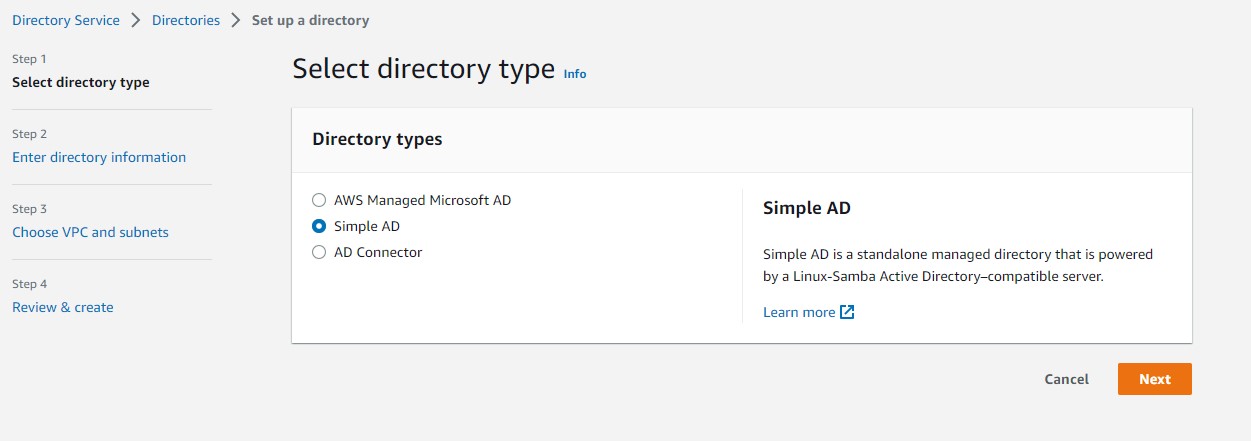 Directory Service > Directories > Set up a directory
Step 1
Select directory type
Step 2
Enter directory information
Step 3
Choose VPC and subnets
Step 4
Review & create
Select directory type Info
Directory types
AWS Managed Microsoft AD
Simple AD
AD Connector
Simple AD
Simple AD is a standalone managed directory that is powered
by a Linux-Samba Active Directory–compatible server.
Learn more
Cancel
Next